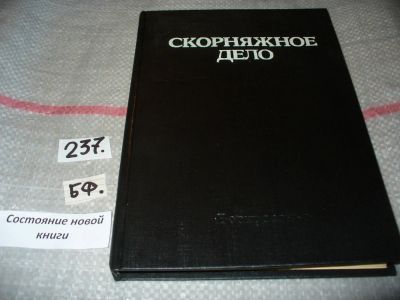 СКОРНЯЖНОЕ
ДЕЛО
237.
БФ.
Состояние новой
книги